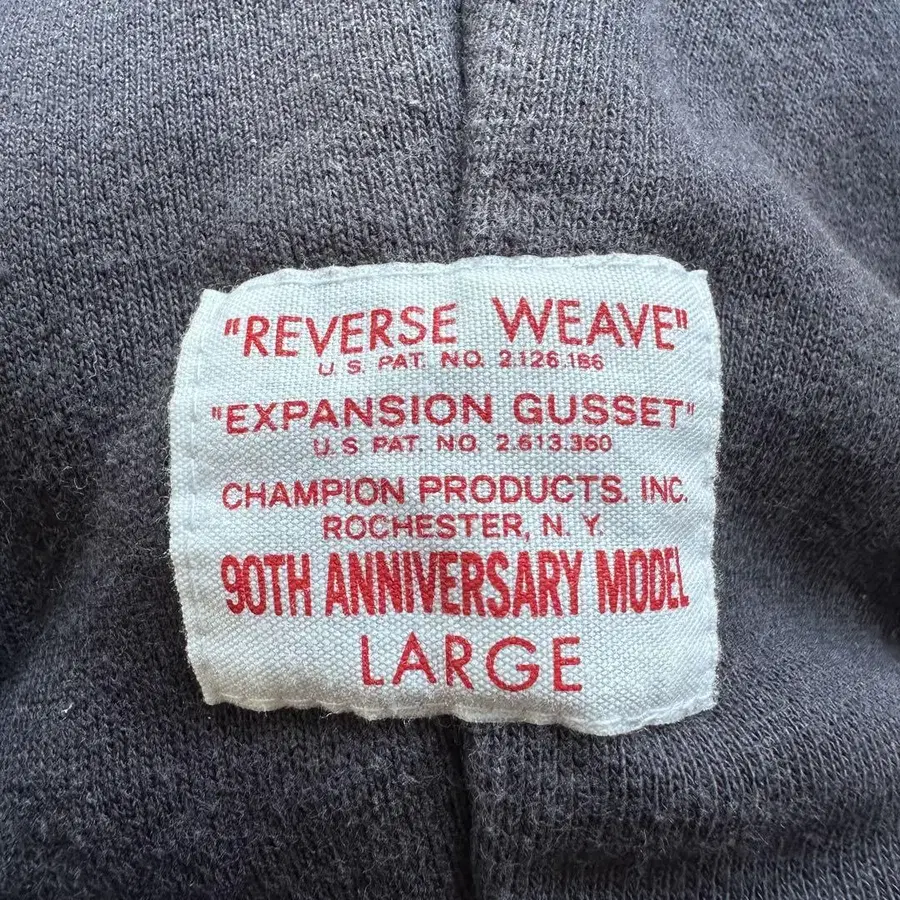 "REVERSE WEAVE"
U.S. PAT. NO. 2.126.186
"EXPANSION GUSSET"
U.S PAT. NO. 2.613.360
CHAMPION PRODUCTS. INC.
ROCHESTER, N. Y.
90TH ANNIVERSARY MODEL
LARGE